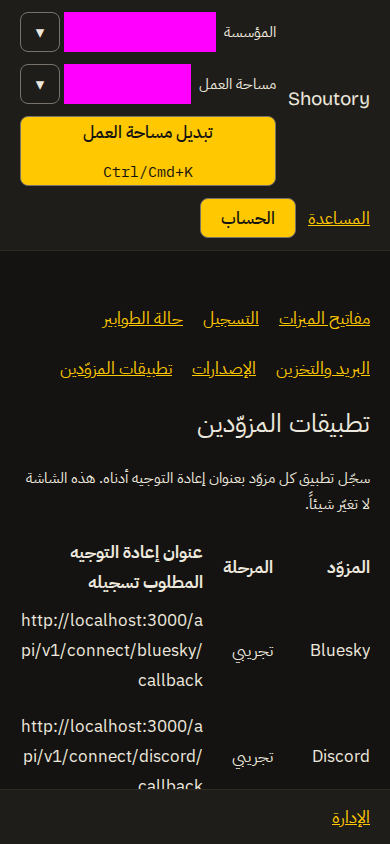 المؤسسة
▼
مساحة العمل
▼
Shoutory
تبديل مساحة العمل
Ctrl/Cmd+K
المساعدة
الحساب
مفاتيح الميزات التسجيل حالة الطوابير
البريد والتخزين الإصدارات تطبيقات المزوّدين
تطبيقات المزوّدين
سجّل تطبيق كل مزوّد بعنوان إعادة التوجيه أدناه. هذه الشاشة
لا تغيّر شيئاً.
المزوّد المرحلة عنوان إعادة التوجيه
المطلوب تسجيله
Bluesky تجريبي http://localhost:3000/a
pi/v1/connect/bluesky/
callback
Discord تجريبي http://localhost:3000/a
pi/v1/connect/discord/
callback
الإدارة